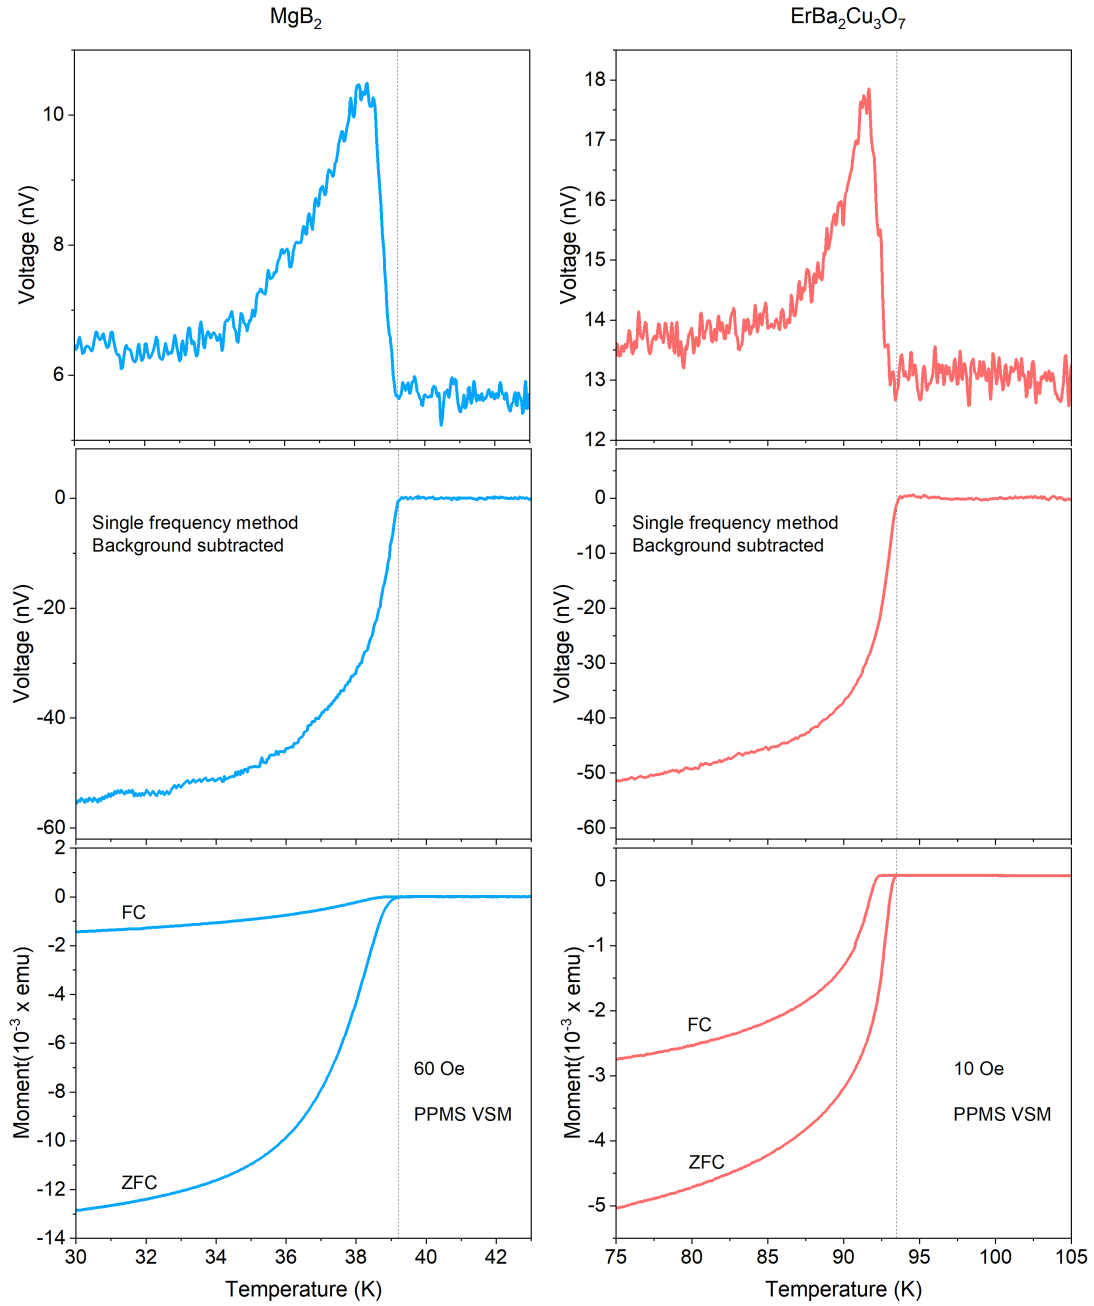 MgB₂
ErBa₂Cu₃O₇
10
8
6
Voltage (nV)
18
17
16
15
14
13
12
Voltage (nV)
0
-20
-40
-60
Voltage (nV)
Single frequency method
Background subtracted
0
-10
-20
-30
-40
-50
-60
Voltage (nV)
Single frequency method
Background subtracted
2
0
-2
-4
-6
-8
-10
-12
-14
Moment(10⁻³ x emu)
FC
ZFC
60 Oe
PPMS VSM
30 32 34 36 38 40 42
Temperature (K)
0
-1
-2
-3
-4
-5
Moment(10⁻³ x emu)
FC
ZFC
10 Oe
PPMS VSM
75 80 85 90 95 100 105
Temperature (K)